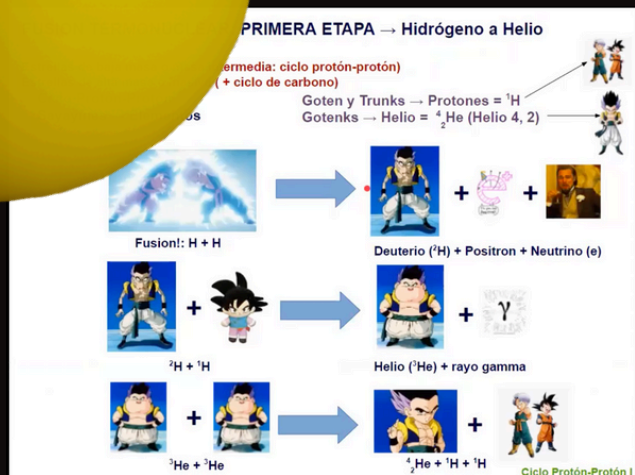 PRIMERA ETAPA → Hidrógeno a Helio
ermedia: ciclo protón-protón)
( + ciclo de carbono)
Goten y Trunks → Protones = ¹H
os
Gotenks → Helio = ⁴₂He (Helio 4, 2)
+ +
Fusion!: H + H
Deuterio (²H) + Positron + Neutrino (e)
+ + γ
²H + ¹H
Helio (³He) + rayo gamma
+ +
³He + ³He
⁴₂He + ¹H + ¹H
Ciclo Protón-Protón I